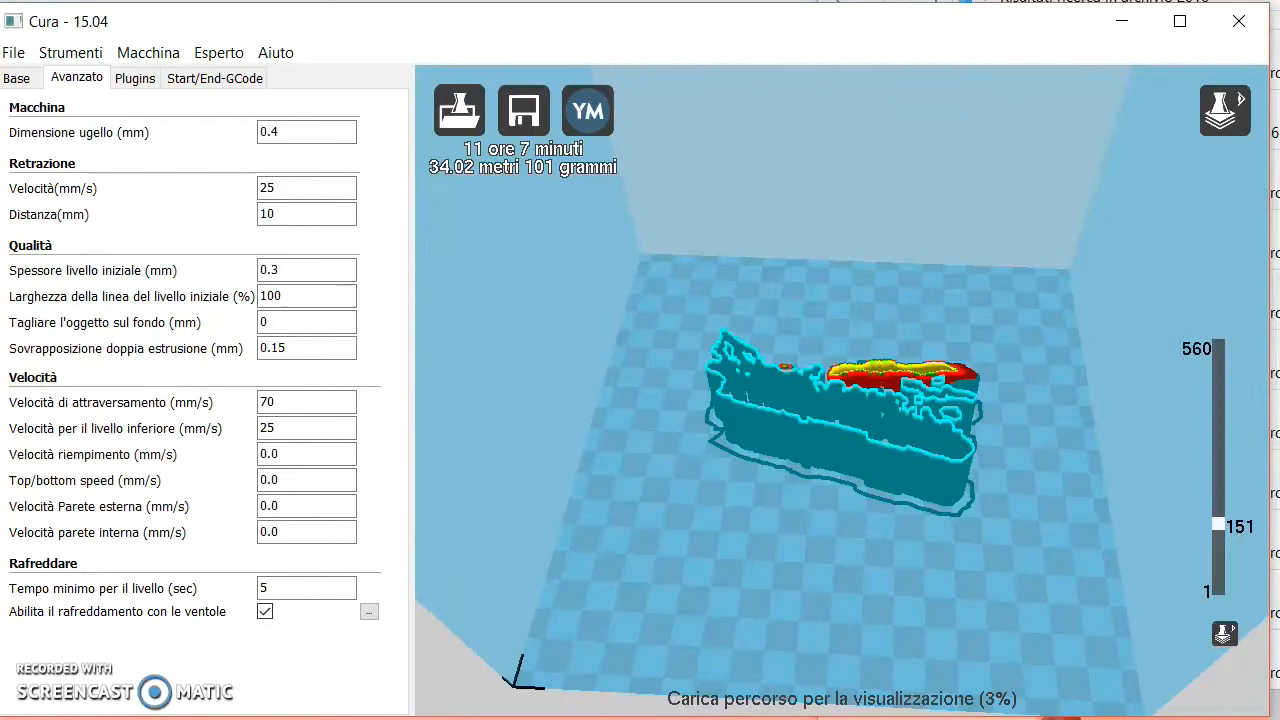 Cura - 15.04
File Strumenti Macchina Esperto Aiuto
Base Avanzato Plugins Start/End-GCode
Macchina
Dimensione ugello (mm) 0.4
Retrazione
Velocità(mm/s) 25
Distanza(mm) 10
Qualità
Spessore livello iniziale (mm) 0.3
Larghezza della linea del livello iniziale (%) 100
Tagliare l'oggetto sul fondo (mm) 0
Sovrapposizione doppia estrusione (mm) 0.15
Velocità
Velocità di attraversamento (mm/s) 70
Velocità per il livello inferiore (mm/s) 25
Velocità riempimento (mm/s) 0.0
Top/bottom speed (mm/s) 0.0
Velocità Parete esterna (mm/s) 0.0
Velocità parete interna (mm/s) 0.0
Rafreddare
Tempo minimo per il livello (sec) 5
Abilita il rafreddamento con le ventole ...
RECORDED WITH
SCREENCAST MATIC
YM
11 ore 7 minuti
34.02 metri 101 grammi
560
151
1
Carica percorso per la visualizzazione (3%)